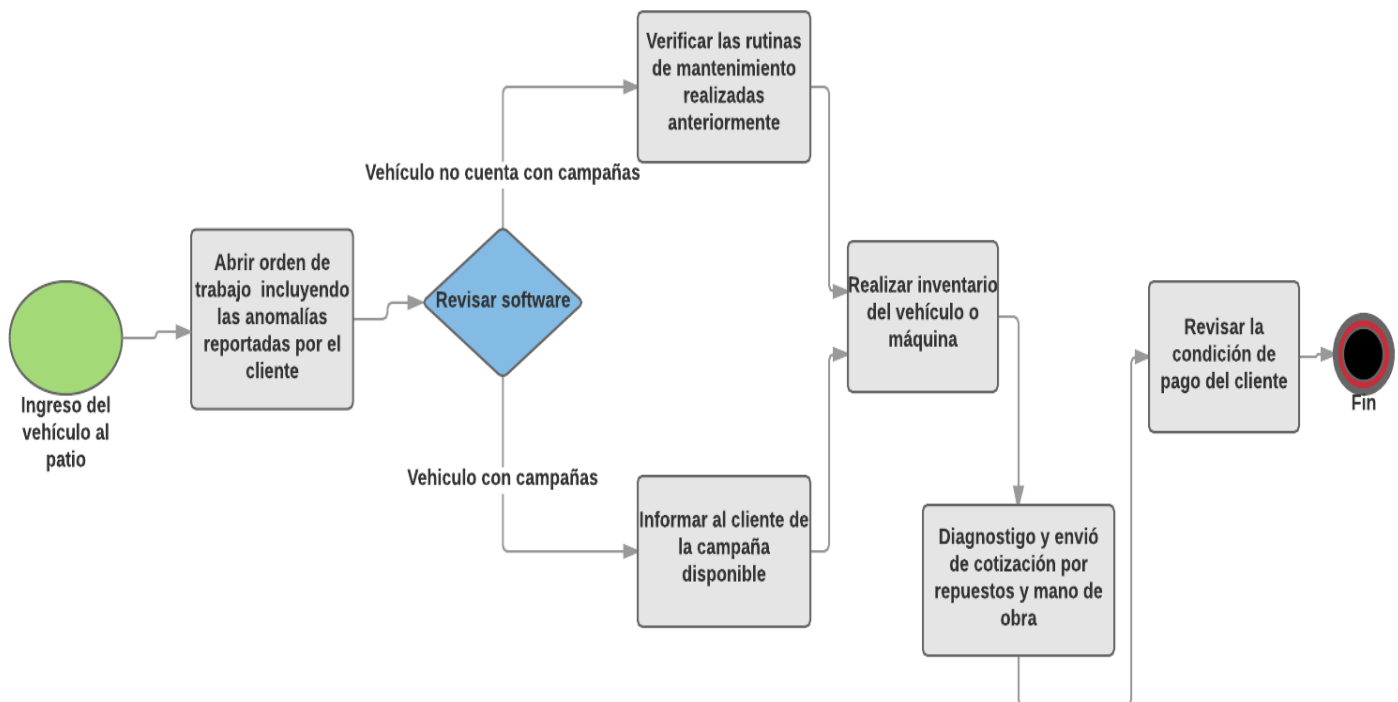 Ingreso del
vehículo al
patio
Abrir orden de
trabajo incluyendo
las anomalías
reportadas por el
cliente
Revisar software
Vehículo no cuenta con campañas
Verificar las rutinas
de mantenimiento
realizadas
anteriormente
Vehiculo con campañas
Informar al cliente de
la campaña
disponible
Realizar inventario
del vehículo o
máquina
Diagnostigo y envió
de cotización por
repuestos y mano de
obra
Revisar la
condición de
pago del cliente
Fin